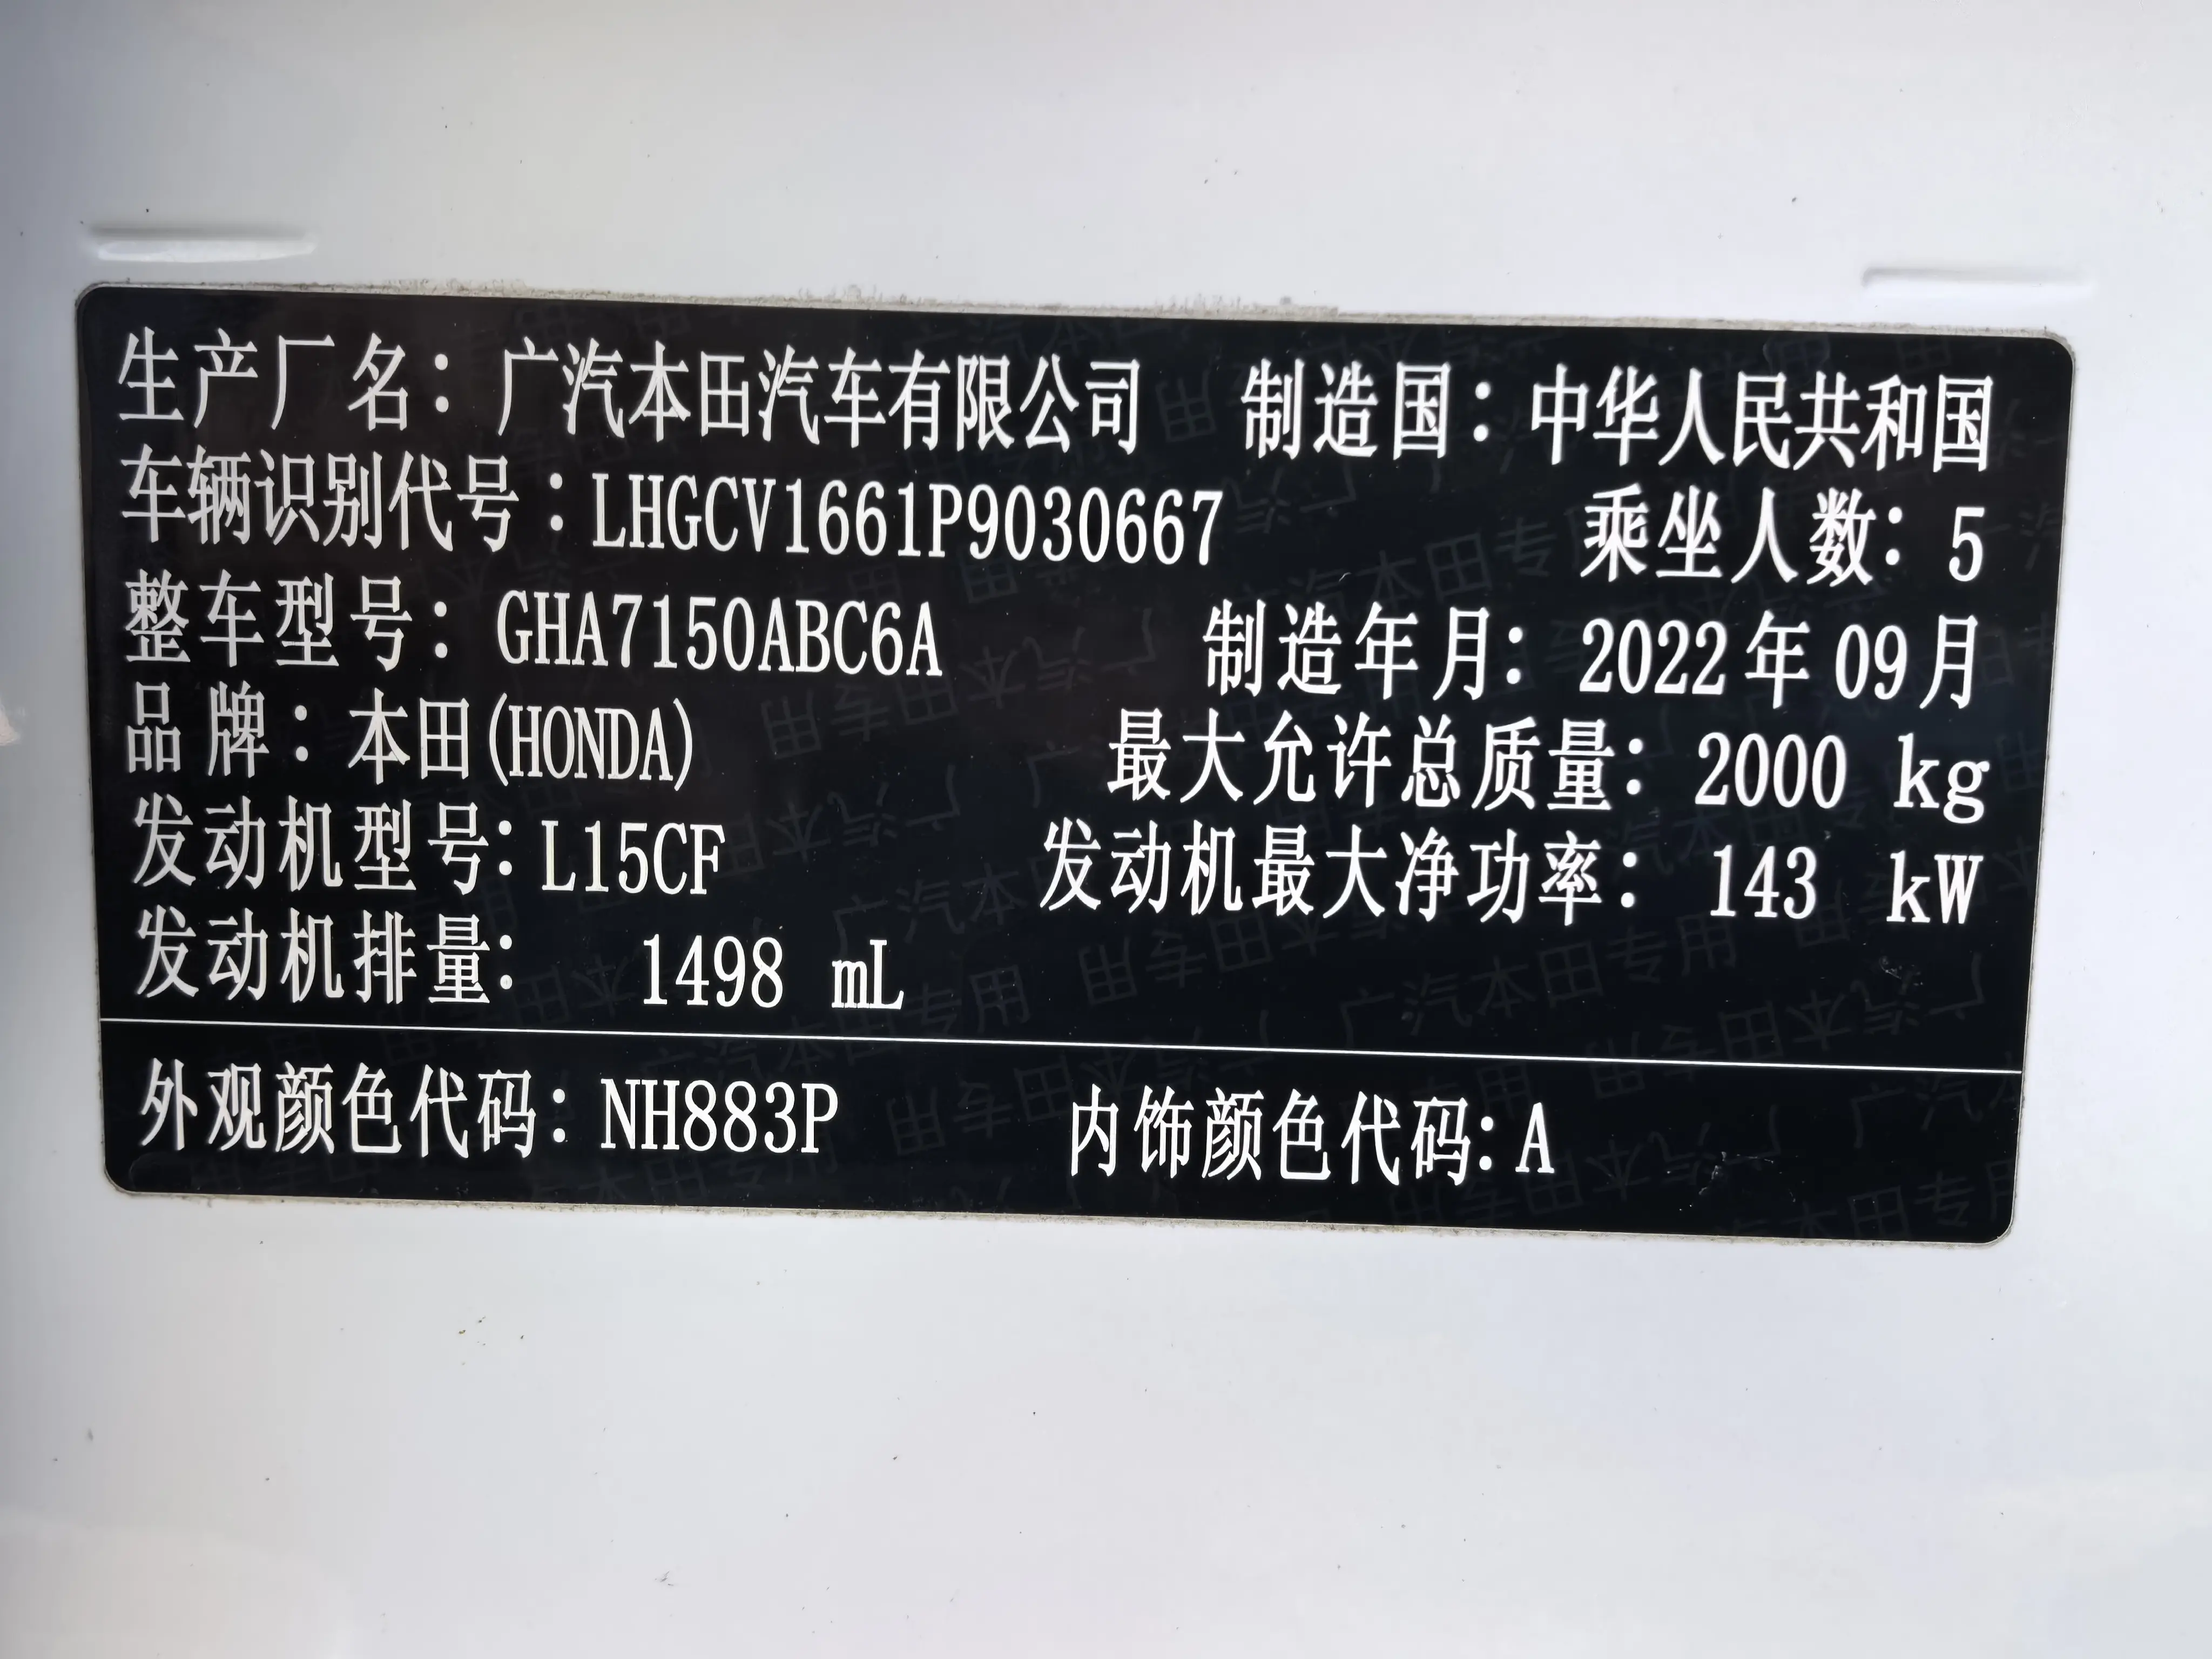 生产厂名：广汽本田汽车有限公司 制造国：中华人民共和国
车辆识别代号：LHGCV1661P9030667 乘坐人数：5
整车型号：GHA7150ABC6A 制造年月：2022年09月
品牌：本田(HONDA) 最大允许总质量：2000 kg
发动机型号：L15CF 发动机最大净功率：143 kW
发动机排量：1498 mL
外观颜色代码：NH883P 内饰颜色代码：A